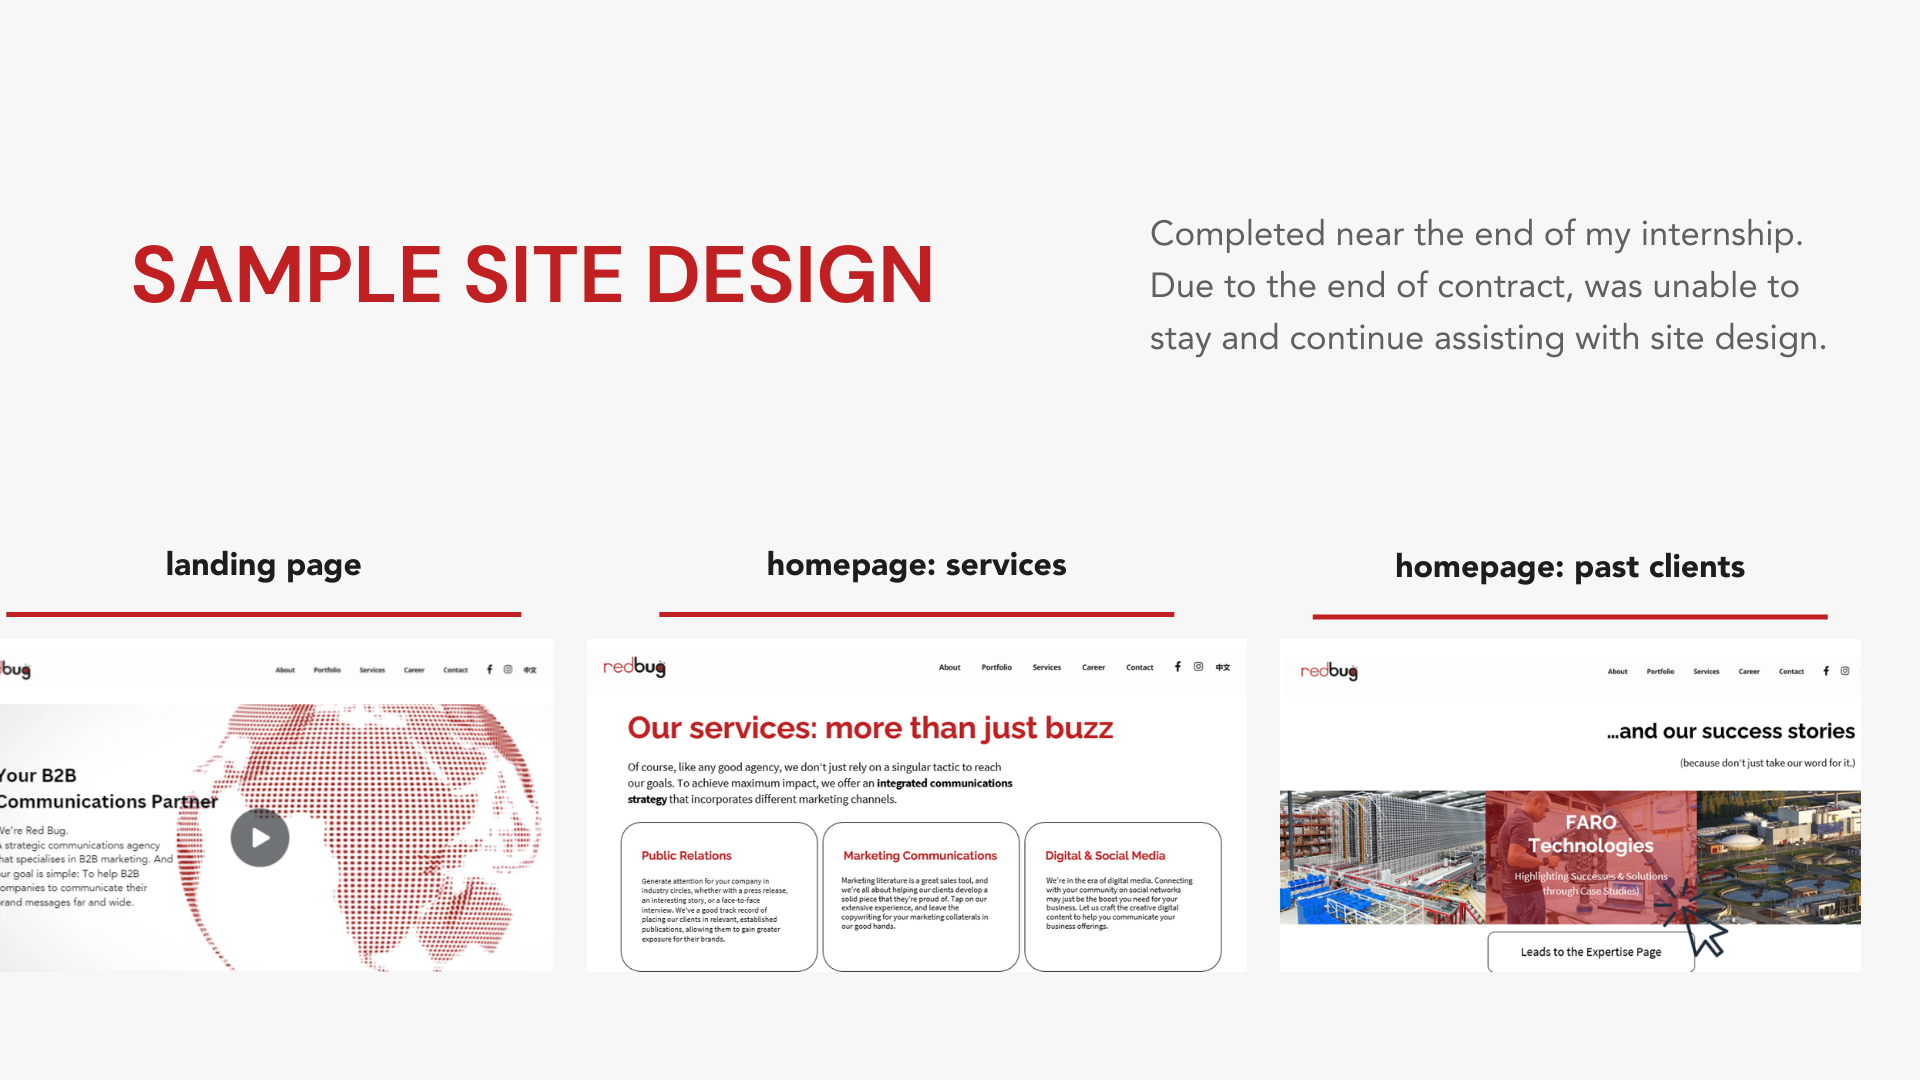 SAMPLE SITE DESIGN
Completed near the end of my internship.
Due to the end of contract, was unable to
stay and continue assisting with site design.
landing page
bug
About Portfolio Services Career Contact 中文
Your B2B
Communications Partner
We're Red Bug.
A strategic communications agency
that specialises in B2B marketing. And
our goal is simple: To help B2B
companies to communicate their
brand messages far and wide.
homepage: services
redbug
About Portfolio Services Career Contact 中文
Our services: more than just buzz
Of course, like any good agency, we don't just rely on a singular tactic to reach
our goals. To achieve maximum impact, we offer an integrated communications
strategy that incorporates different marketing channels.
Public Relations
Generate attention for your company in
industry circles, whether with a press release,
an interesting story, or a face-to-face
interview. We've a good track record of
placing our clients in relevant, established
publications, allowing them to gain greater
exposure for their brands.
Marketing Communications
Marketing literature is a great sales tool, and
we're all about helping our clients develop a
solid piece that they're proud of. Tap on our
extensive experience, and leave the
copywriting for your marketing collaterals in
our good hands.
Digital & Social Media
We're in the era of digital media. Connecting
with your community on social networks
may just be the boost you need for your
business. Let us craft the creative digital
content to help you communicate your
business offerings.
homepage: past clients
redbug
About Portfolio Services Career Contact
...and our success stories
(because don't just take our word for it.)
FARO
Technologies
Highlighting Successes & Solutions
through Case Studies)
Leads to the Expertise Page